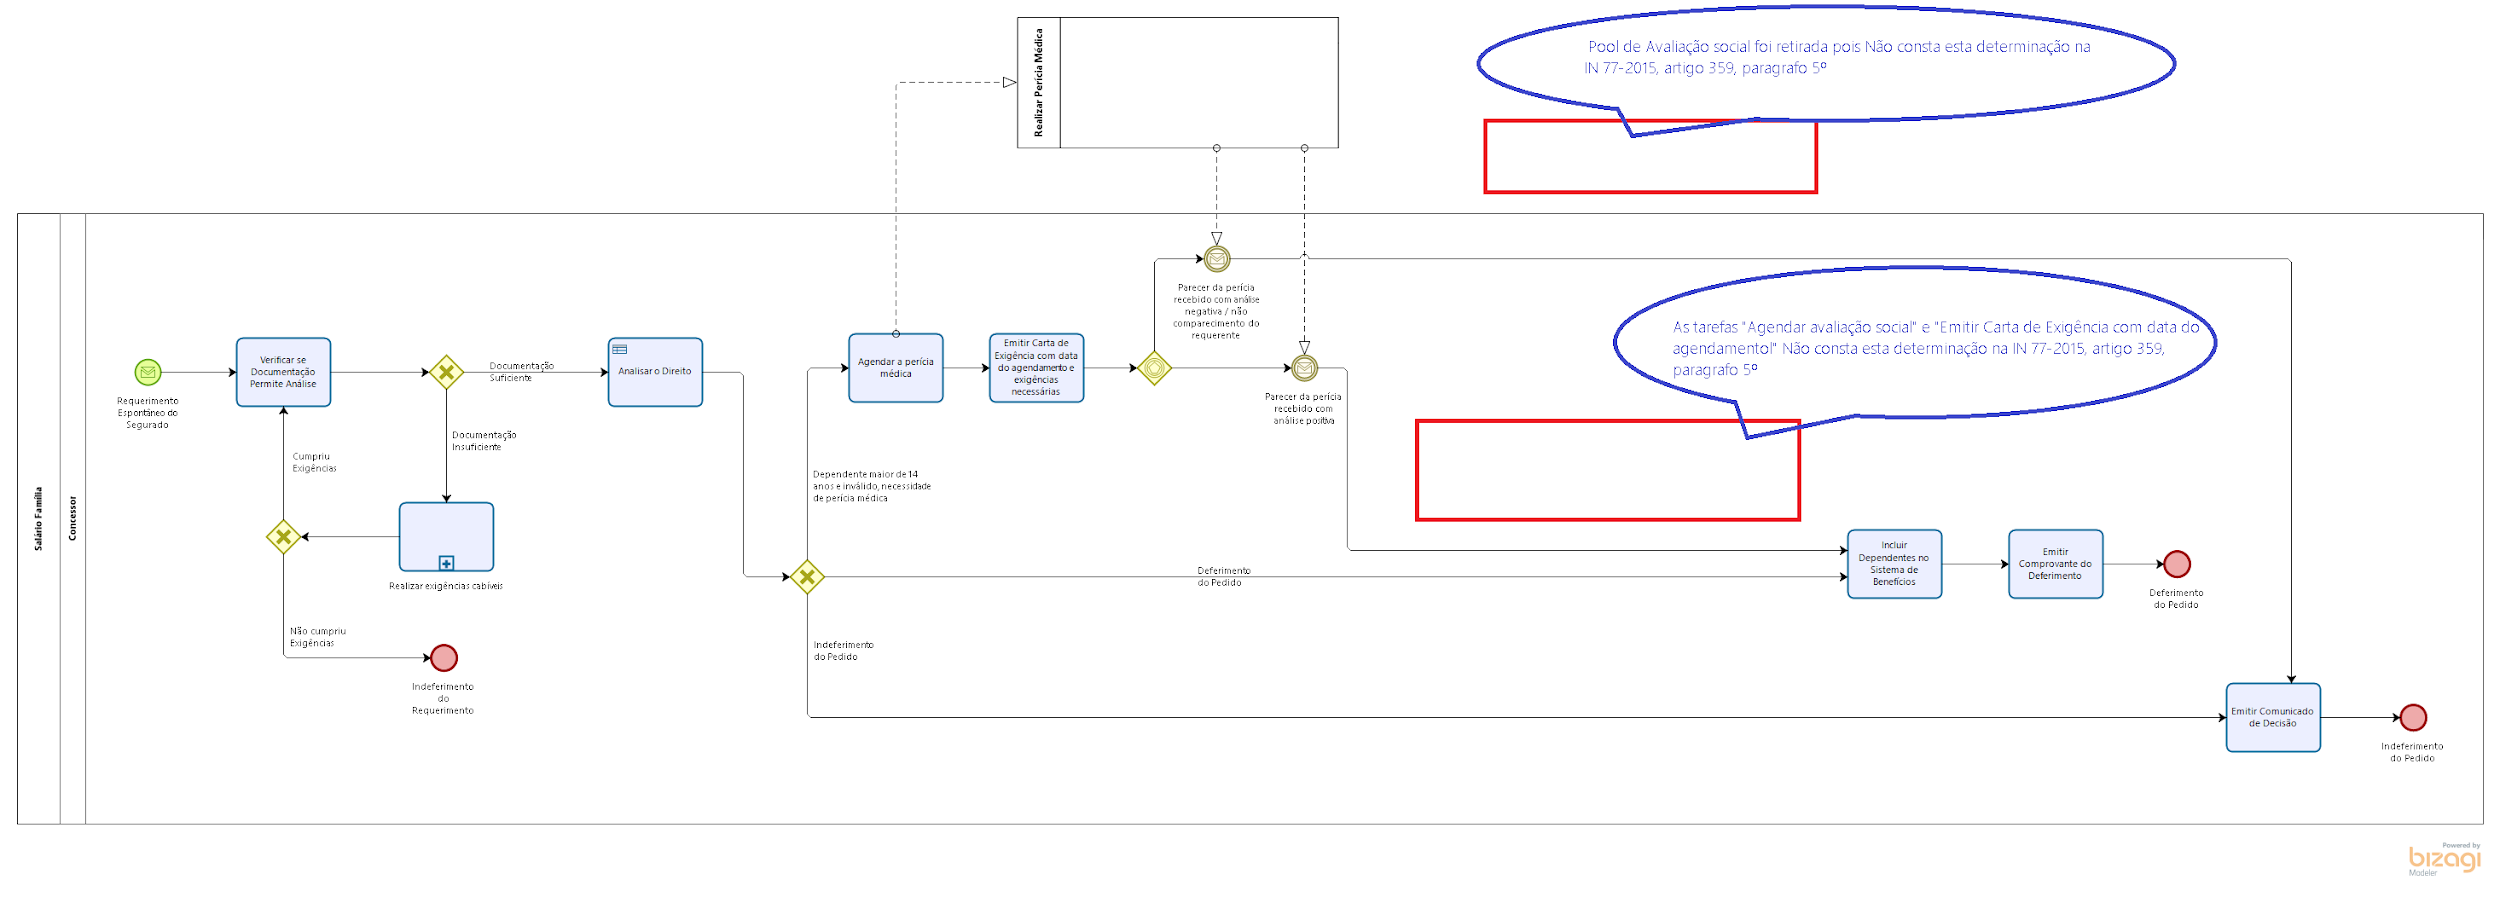 Realizar Perícia Médica
Pool de Avaliação social foi retirada pois Não consta esta determinação na
IN 77-2015, artigo 359, paragrafo 5º
Salário Família
Concessor
Requerimento
Espontâneo do
Segurado
Verificar se
Documentação
Permite Análise
Documentação
Suficiente
Documentação
Insuficiente
Cumpriu
Exigências
Realizar exigências cabíveis
Não cumpriu
Exigências
Indeferimento
do
Requerimento
Analisar o Direito
Dependente maior de 14
anos e inválido, necessidade
de perícia médica
Agendar a perícia
médica
Emitir Carta de
Exigência com data
do agendamento e
exigências
necessárias
Parecer da perícia
recebido com análise
negativa / não
comparecimento do
requerente
Parecer da perícia
recebido com
análise positiva
As tarefas "Agendar avaliação social" e "Emitir Carta de Exigência com data do
agendamentol" Não consta esta determinação na IN 77-2015, artigo 359,
paragrafo 5º
Deferimento
do Pedido
Indeferimento
do Pedido
Incluir
Dependentes no
Sistema de
Benefícios
Emitir
Comprovante do
Deferimento
Deferimento
do Pedido
Emitir Comunicado
de Decisão
Indeferimento
do Pedido
Powered by
bizagi
Modeler